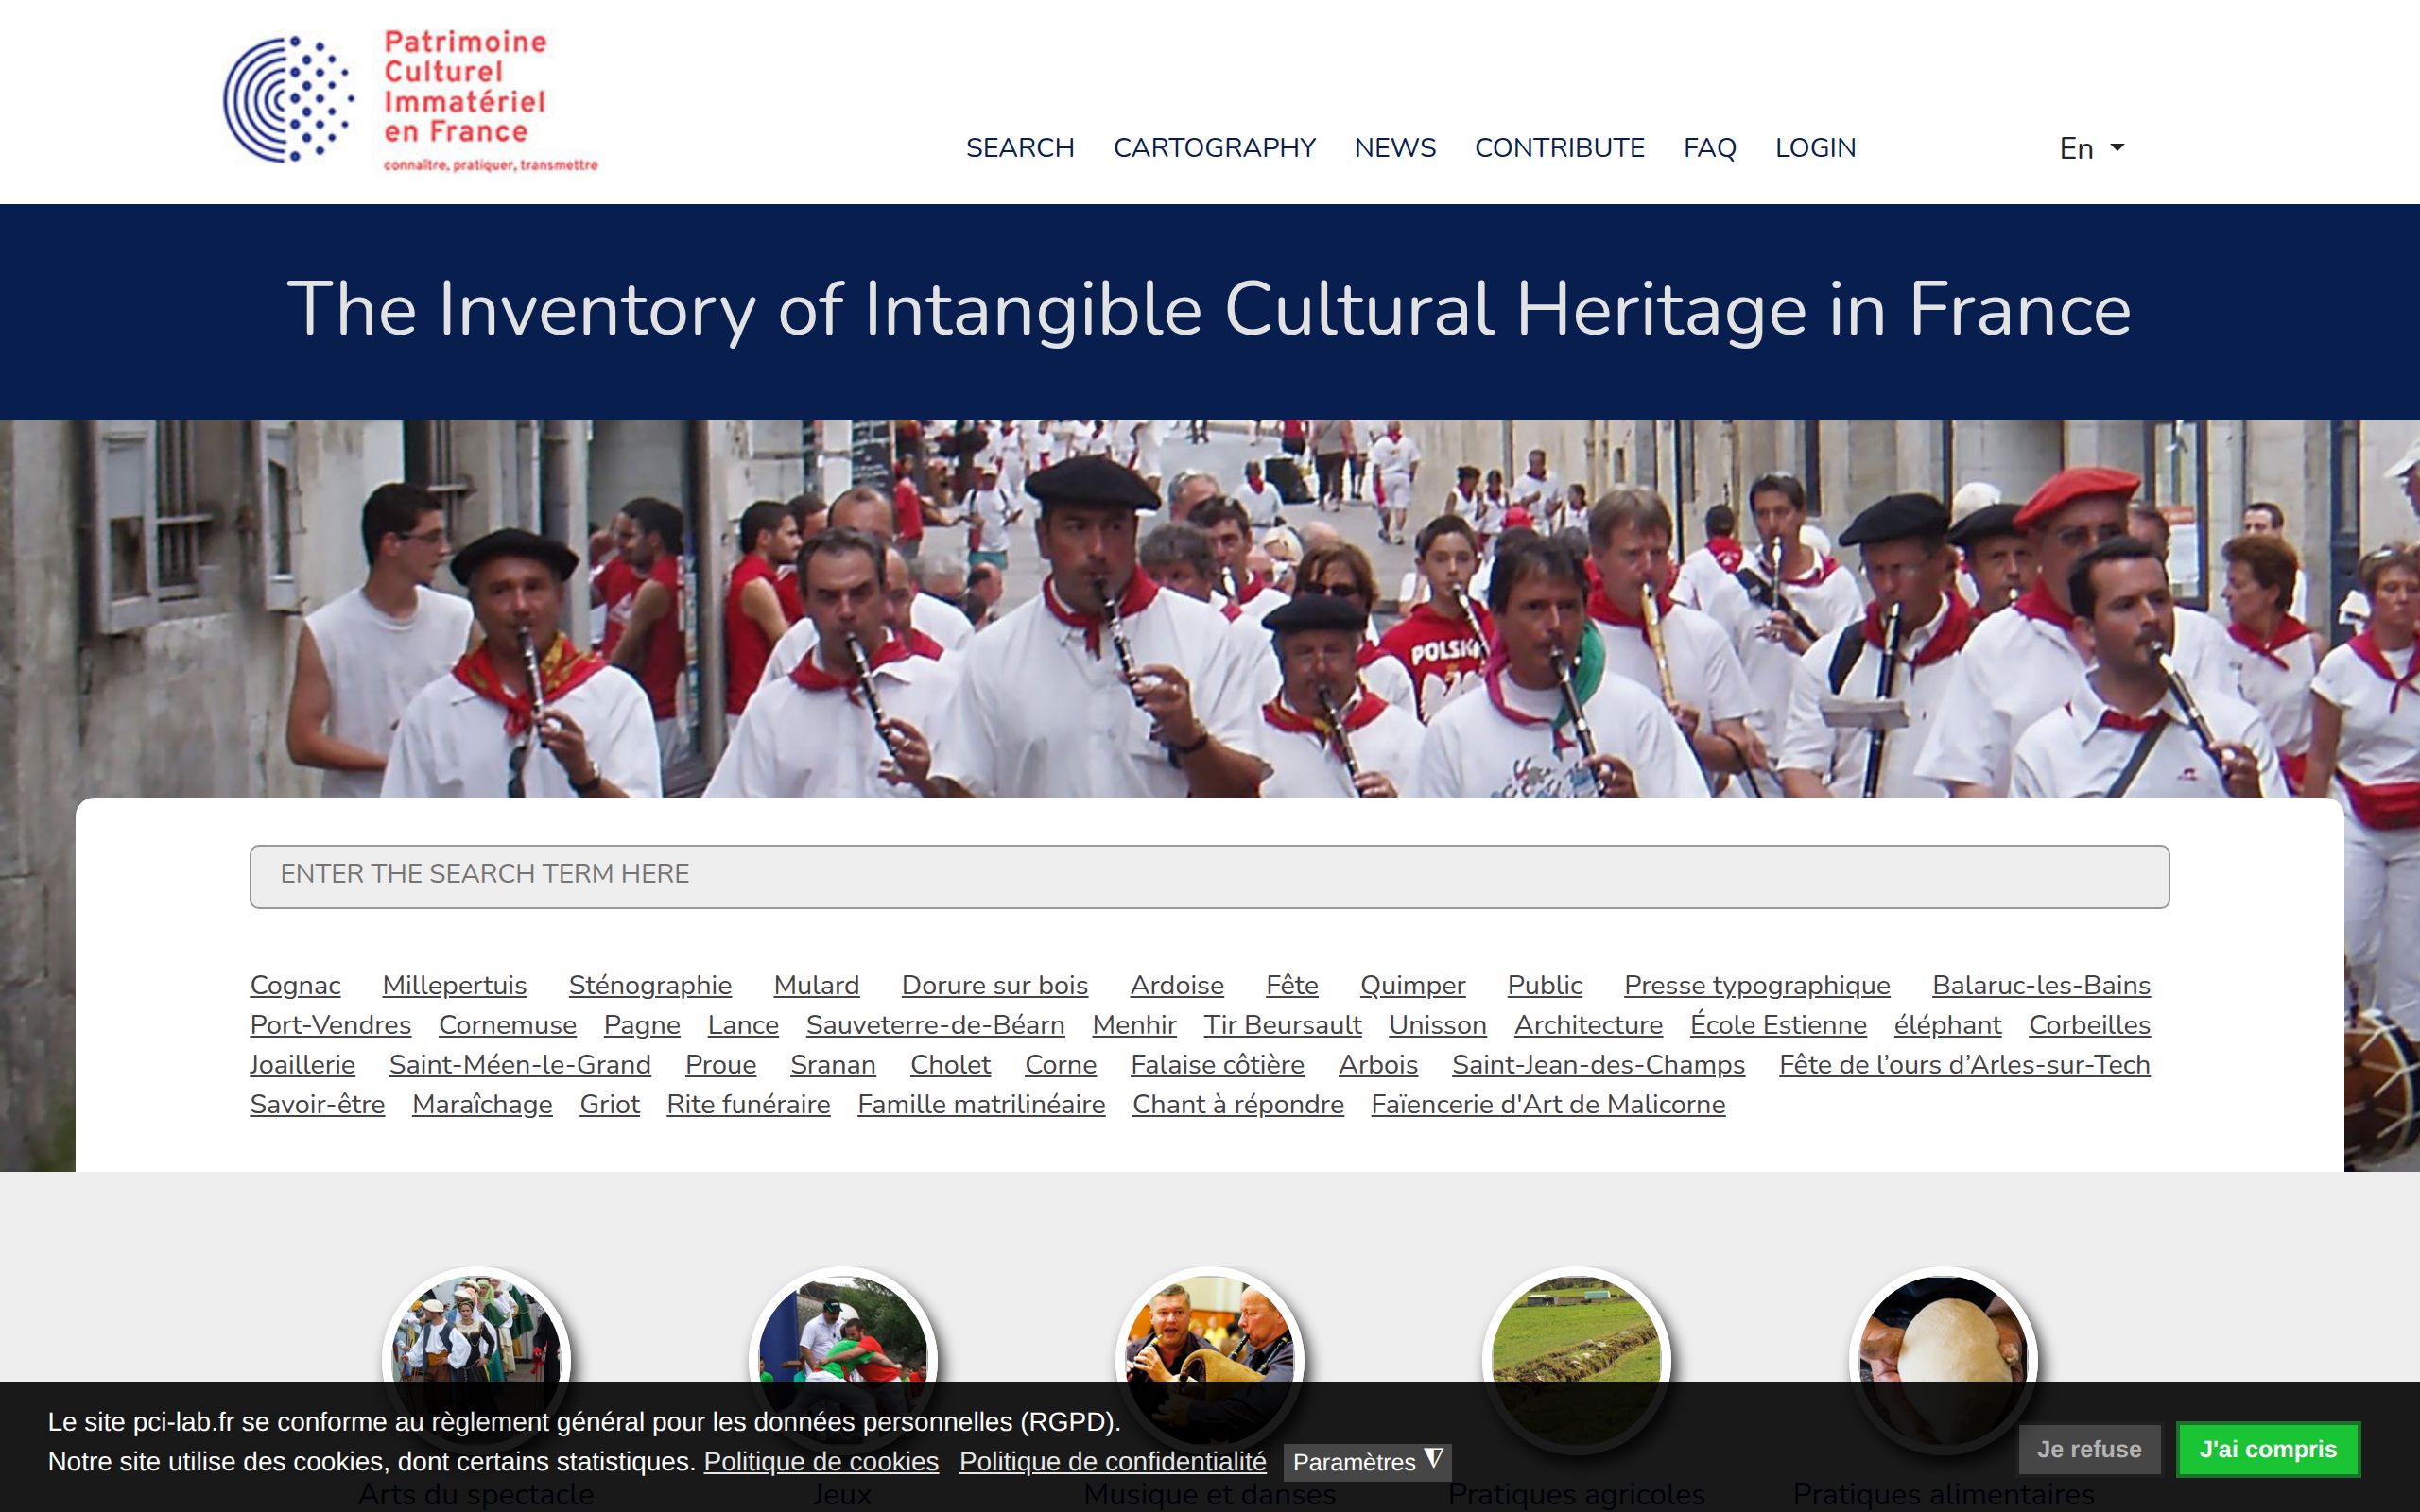 Patrimoine
Culturel
Immatériel
en France
connaître, pratiquer, transmettre
SEARCH CARTOGRAPHY NEWS CONTRIBUTE FAQ LOGIN En
The Inventory of Intangible Cultural Heritage in France
POLSKA
ENTER THE SEARCH TERM HERE
Cognac Millepertuis Sténographie Mulard Dorure sur bois Ardoise Fête Quimper Public Presse typographique Balaruc-les-Bains
Port-Vendres Cornemuse Pagne Lance Sauveterre-de-Béarn Menhir Tir Beursault Unisson Architecture École Estienne éléphant Corbeilles
Joaillerie Saint-Méen-le-Grand Proue Sranan Cholet Corne Falaise côtière Arbois Saint-Jean-des-Champs Fête de l’ours d’Arles-sur-Tech
Savoir-être Maraîchage Griot Rite funéraire Famille matrilinéaire Chant à répondre Faïencerie d'Art de Malicorne
Le site pci-lab.fr se conforme au règlement général pour les données personnelles (RGPD).
Notre site utilise des cookies, dont certains statistiques. Politique de cookies Politique de confidentialité Paramètres
Je refuse J'ai compris
Arts du spectacle Jeux Musique et danses Pratiques agricoles Pratiques alimentaires